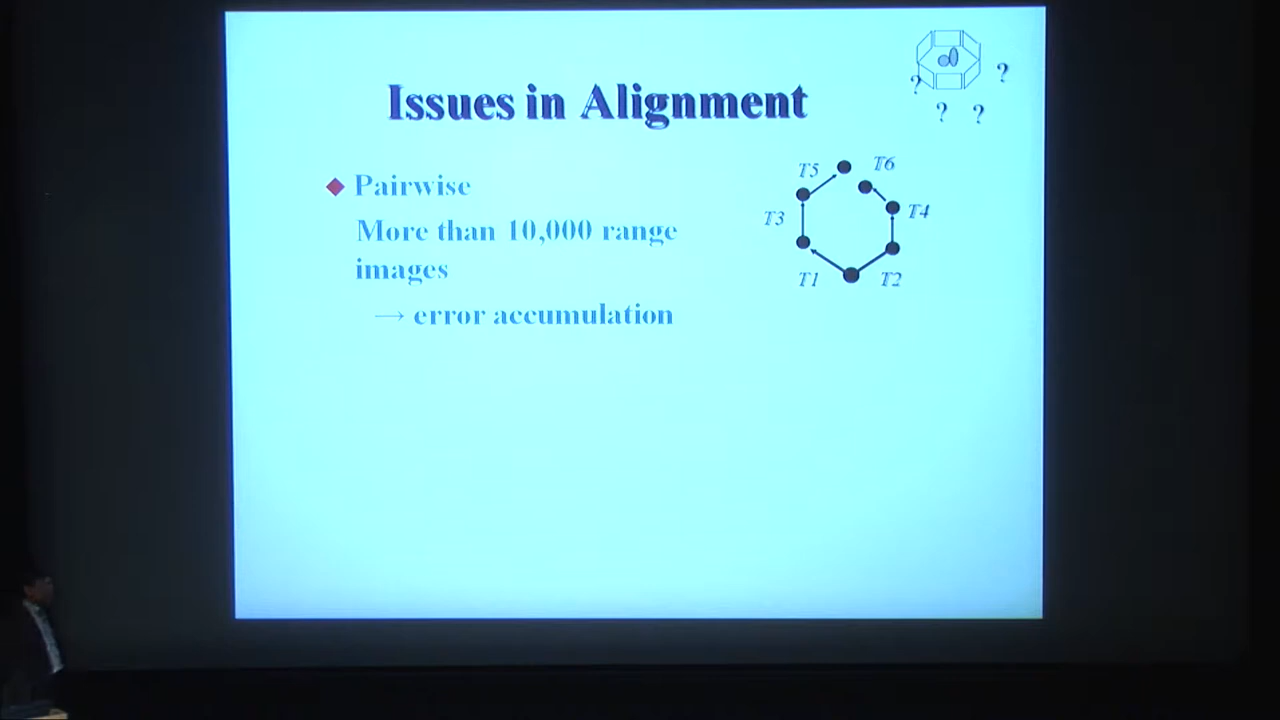 Issues in Alignment
? ? ? ?
◆ Pairwise
More than 10,000 range
images
→ error accumulation
T5 T6
T3 T4
T1 T2